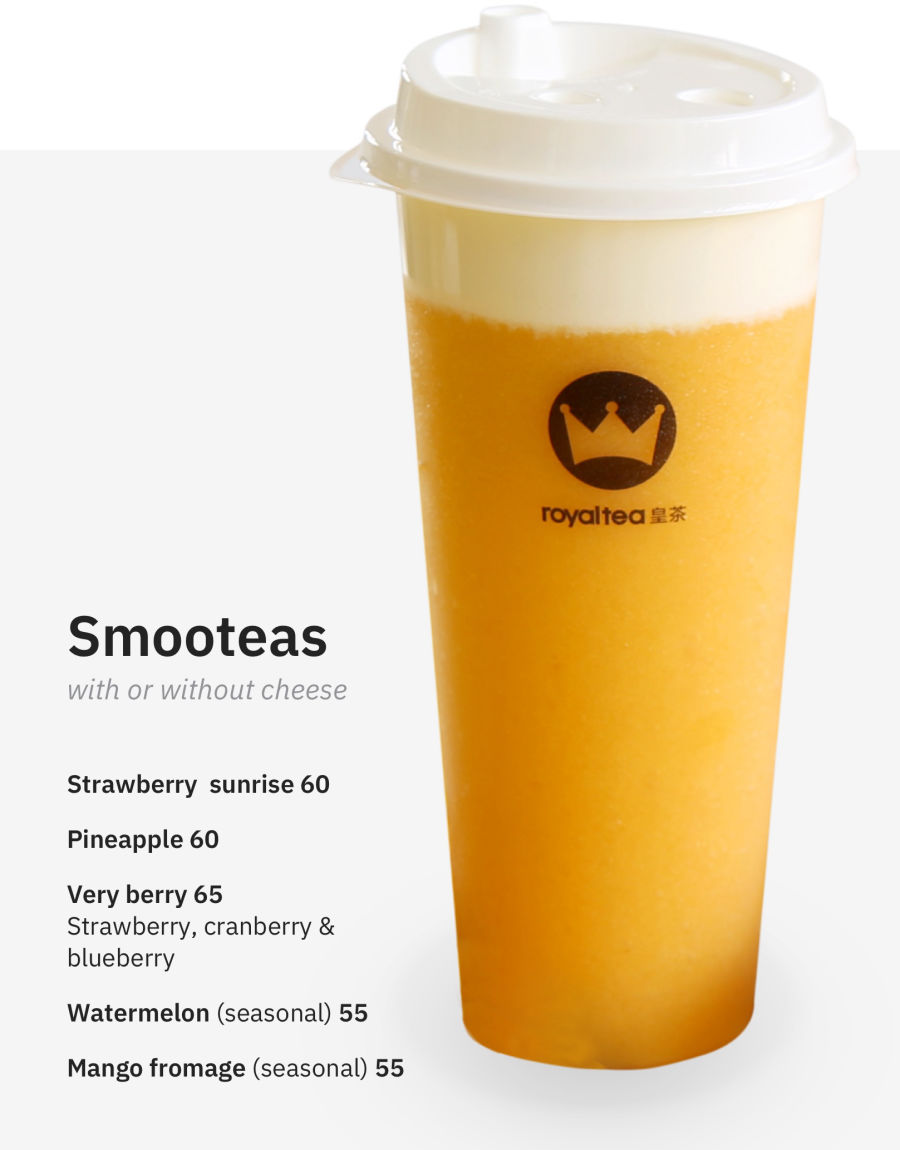 royaltea 皇茶
Smooteas
with or without cheese
Strawberry  sunrise 60
Pineapple 60
Very berry 65
Strawberry, cranberry &
blueberry
Watermelon (seasonal) 55
Mango fromage (seasonal) 55